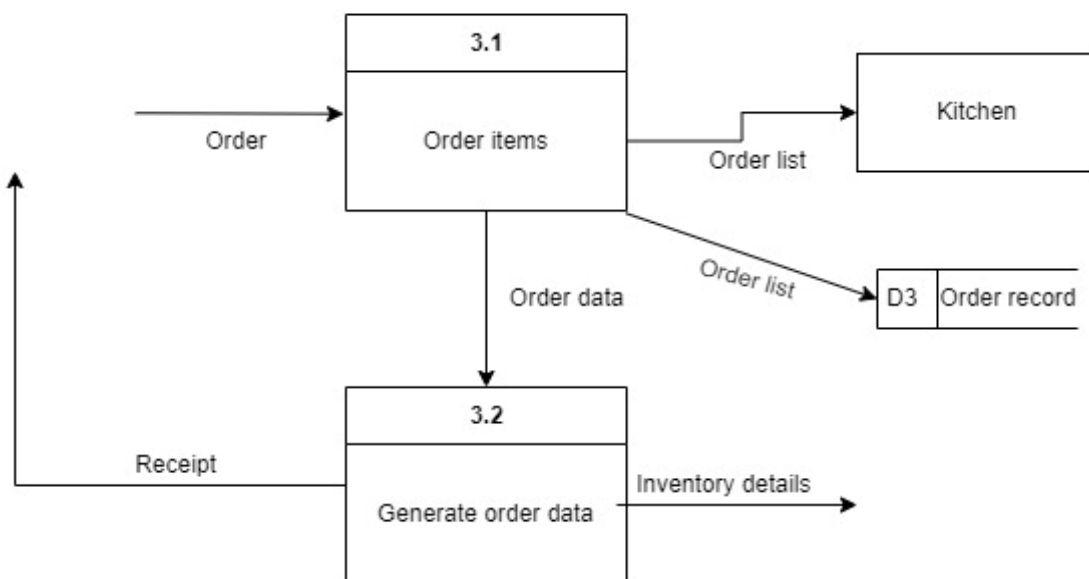 3.1
Order
Order items
Order list
Kitchen
Order list
Order data
D3
Order record
3.2
Receipt
Generate order data
Inventory details